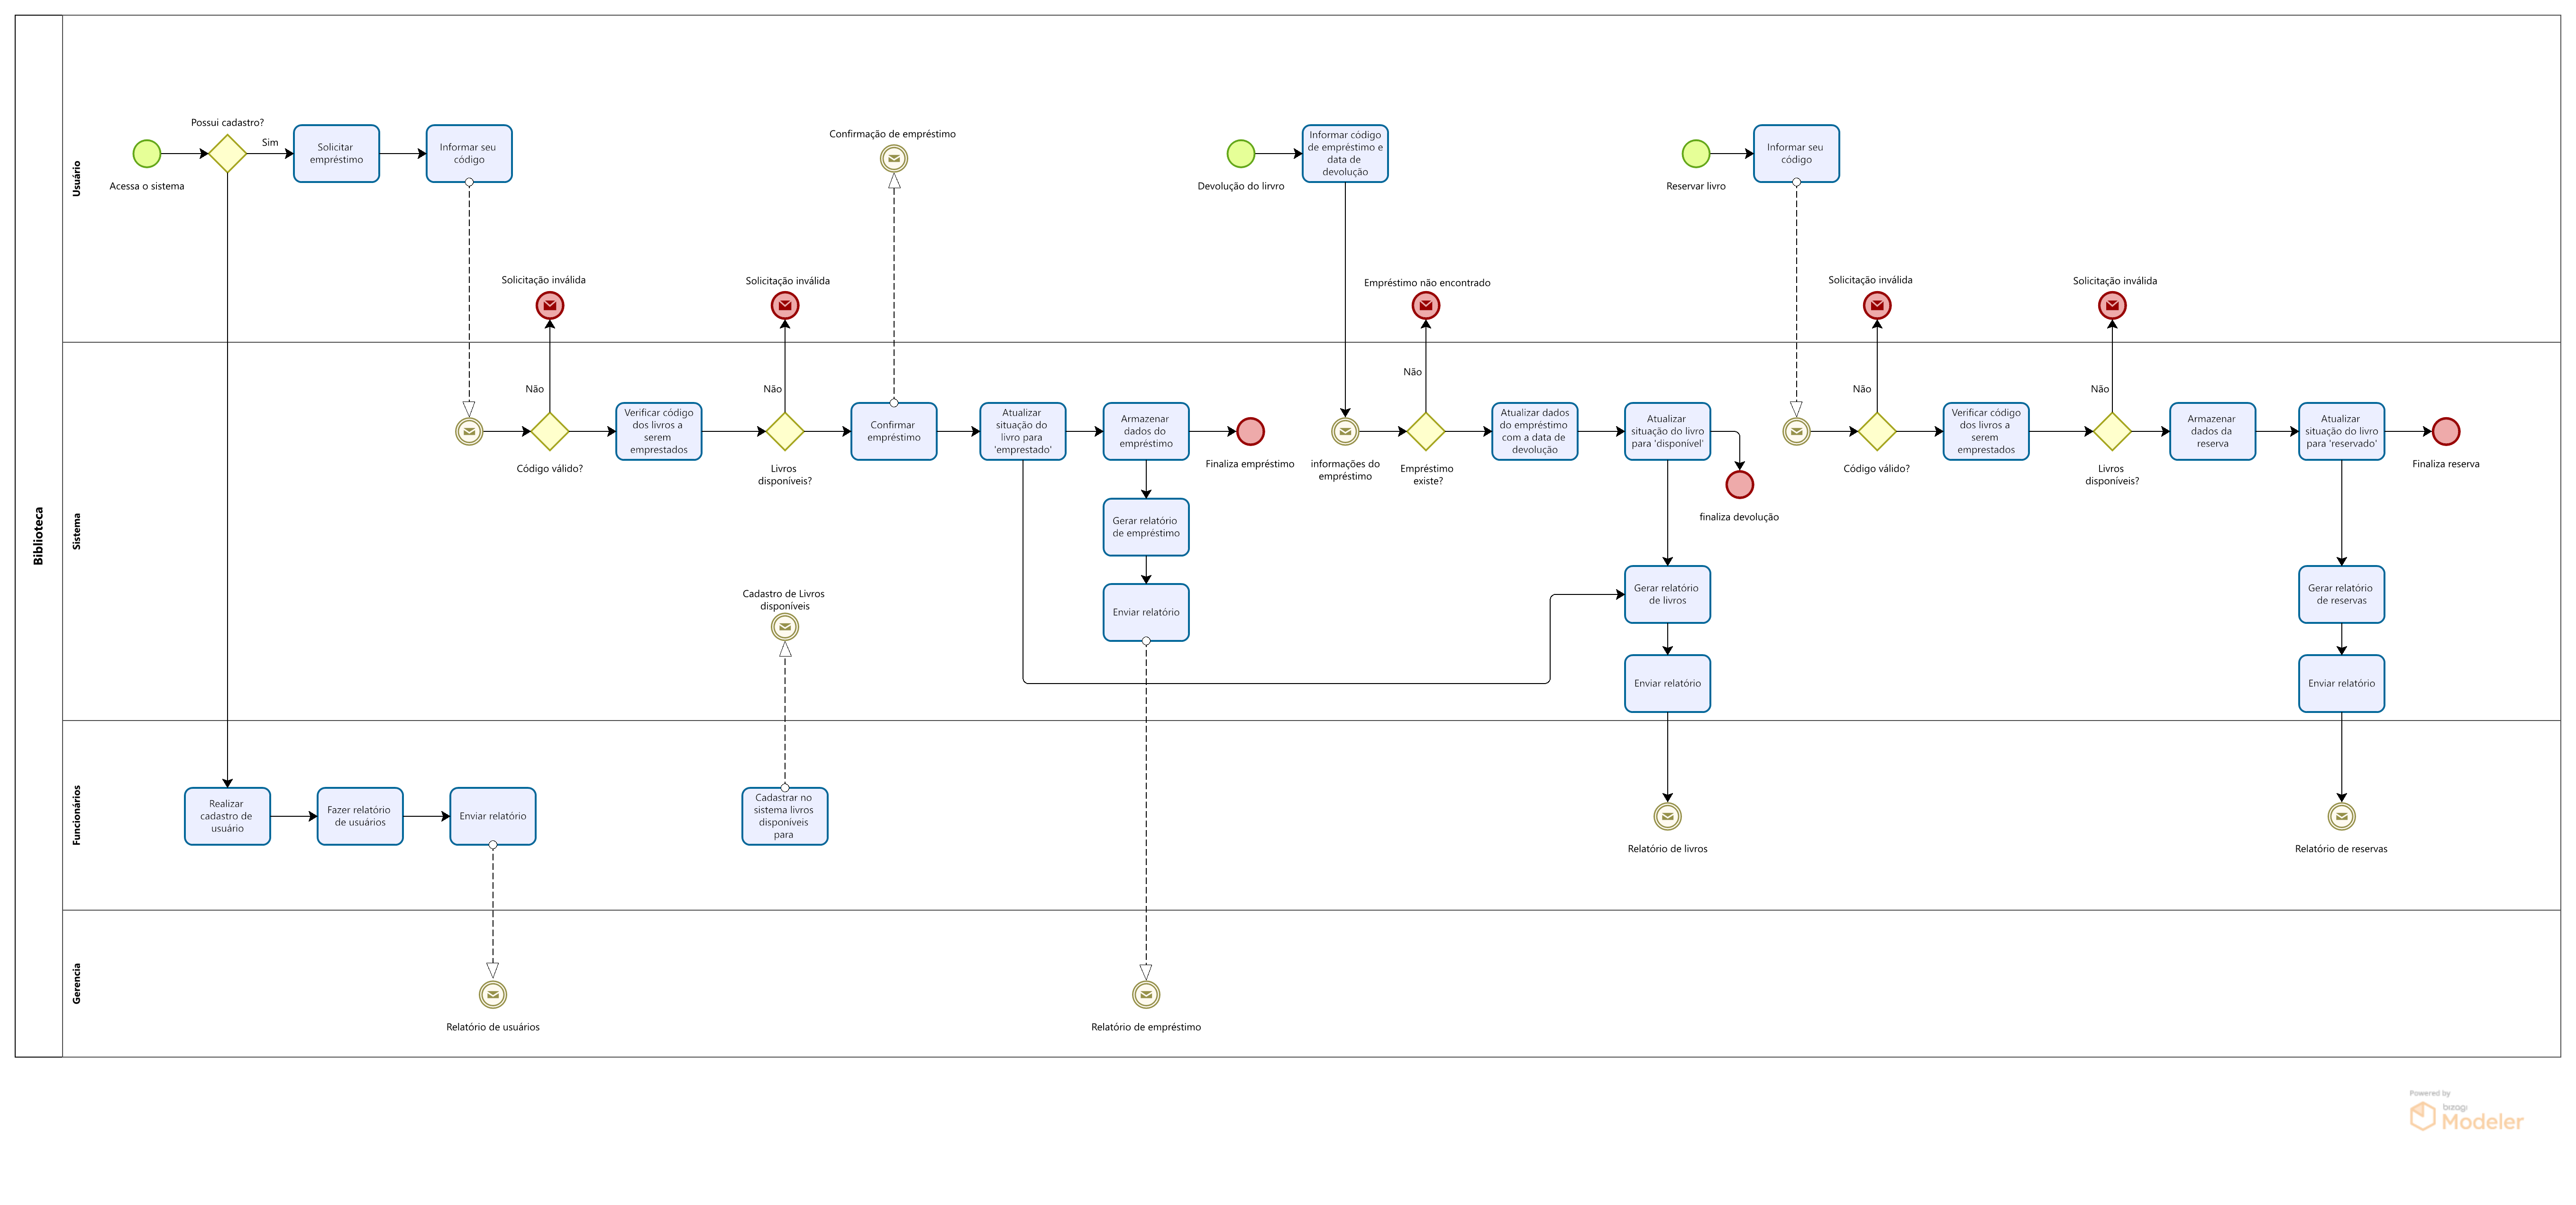 Biblioteca
Usuário
Acessa o sistema
Possui cadastro?
Sim
Solicitar
empréstimo
Informar seu
código
Solicitação inválida
Solicitação inválida
Confirmação de empréstimo
Devolução do lirvro
Informar código
de empréstimo e
data de
devolução
Empréstimo não encontrado
Reservar livro
Informar seu
código
Solicitação inválida
Solicitação inválida
Sistema
Não
Código válido?
Verificar código
dos livros a
serem
emprestados
Não
Livros
disponíveis?
Confirmar
empréstimo
Atualizar
situação do
livro para
'emprestado'
Armazenar
dados do
empréstimo
Finaliza empréstimo
Gerar relatório
de empréstimo
Enviar relatório
Cadastro de Livros
disponíveis
informações do
empréstimo
Não
Empréstimo
existe?
Atualizar dados
do empréstimo
com a data de
devolução
Atualizar
situação do livro
para 'disponível'
finaliza devolução
Gerar relatório
de livros
Enviar relatório
Não
Código válido?
Verificar código
dos livros a
serem
emprestados
Não
Livros
disponíveis?
Armazenar
dados da
reserva
Atualizar
situação do livro
para 'reservado'
Finaliza reserva
Gerar relatório
de reservas
Enviar relatório
Funcionários
Realizar
cadastro de
usuário
Fazer relatório
de usuários
Enviar relatório
Cadastrar no
sistema livros
disponíveis
para
Relatório de livros
Relatório de reservas
Gerencia
Relatório de usuários
Relatório de empréstimo
Powered by
bizagi
Modeler